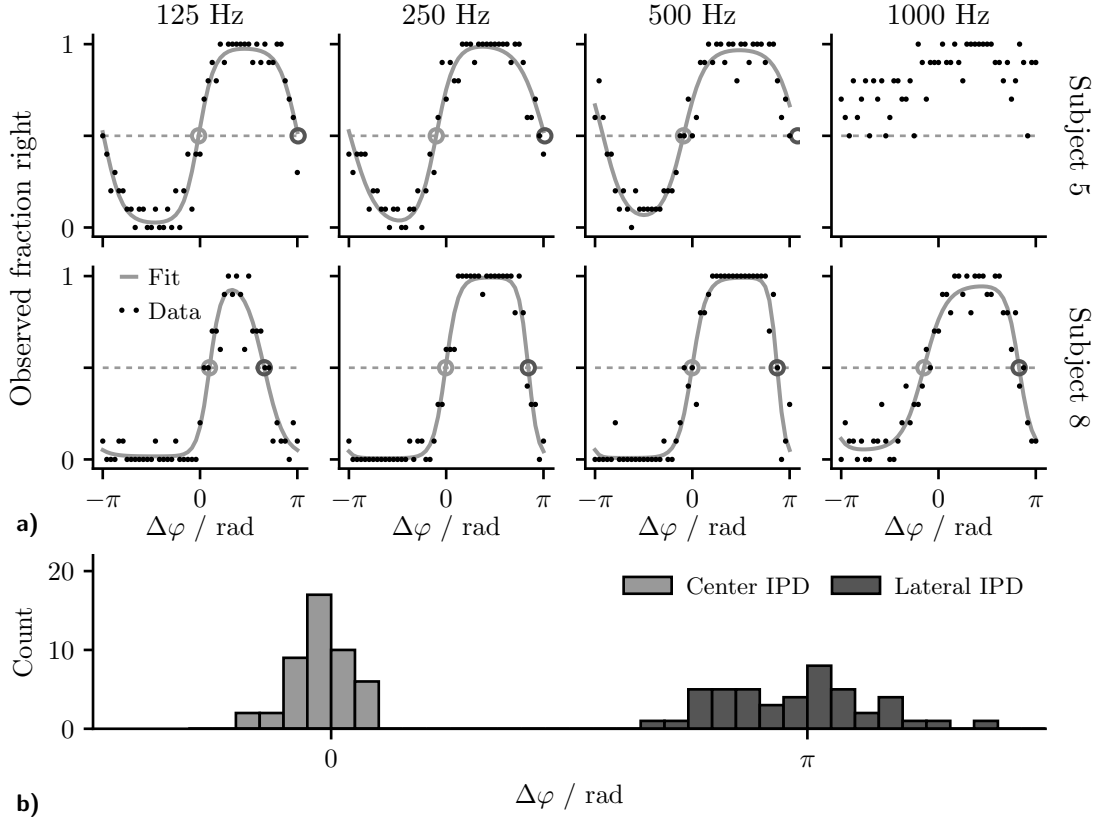 125 Hz 250 Hz 500 Hz 1000 Hz
Observed fraction right
1
0
Subject 5
1
0
Fit
Data
Subject 8
−π 0 π −π 0 π −π 0 π −π 0 π
Δφ / rad Δφ / rad Δφ / rad Δφ / rad
a)
20
10
0
Count
Center IPD Lateral IPD
0 π
Δφ / rad
b)